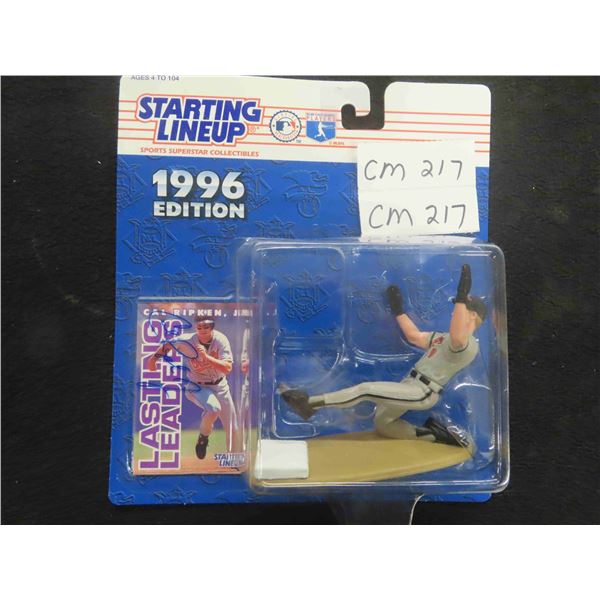 AGES 4 TO 104
STARTING
LINEUP®
SPORTS SUPERSTAR COLLECTIBLES
1996
EDITION
CM 217
CM 217
CAL RIPKEN, J
LASTING
LEADERS
STARTING
LINEUP